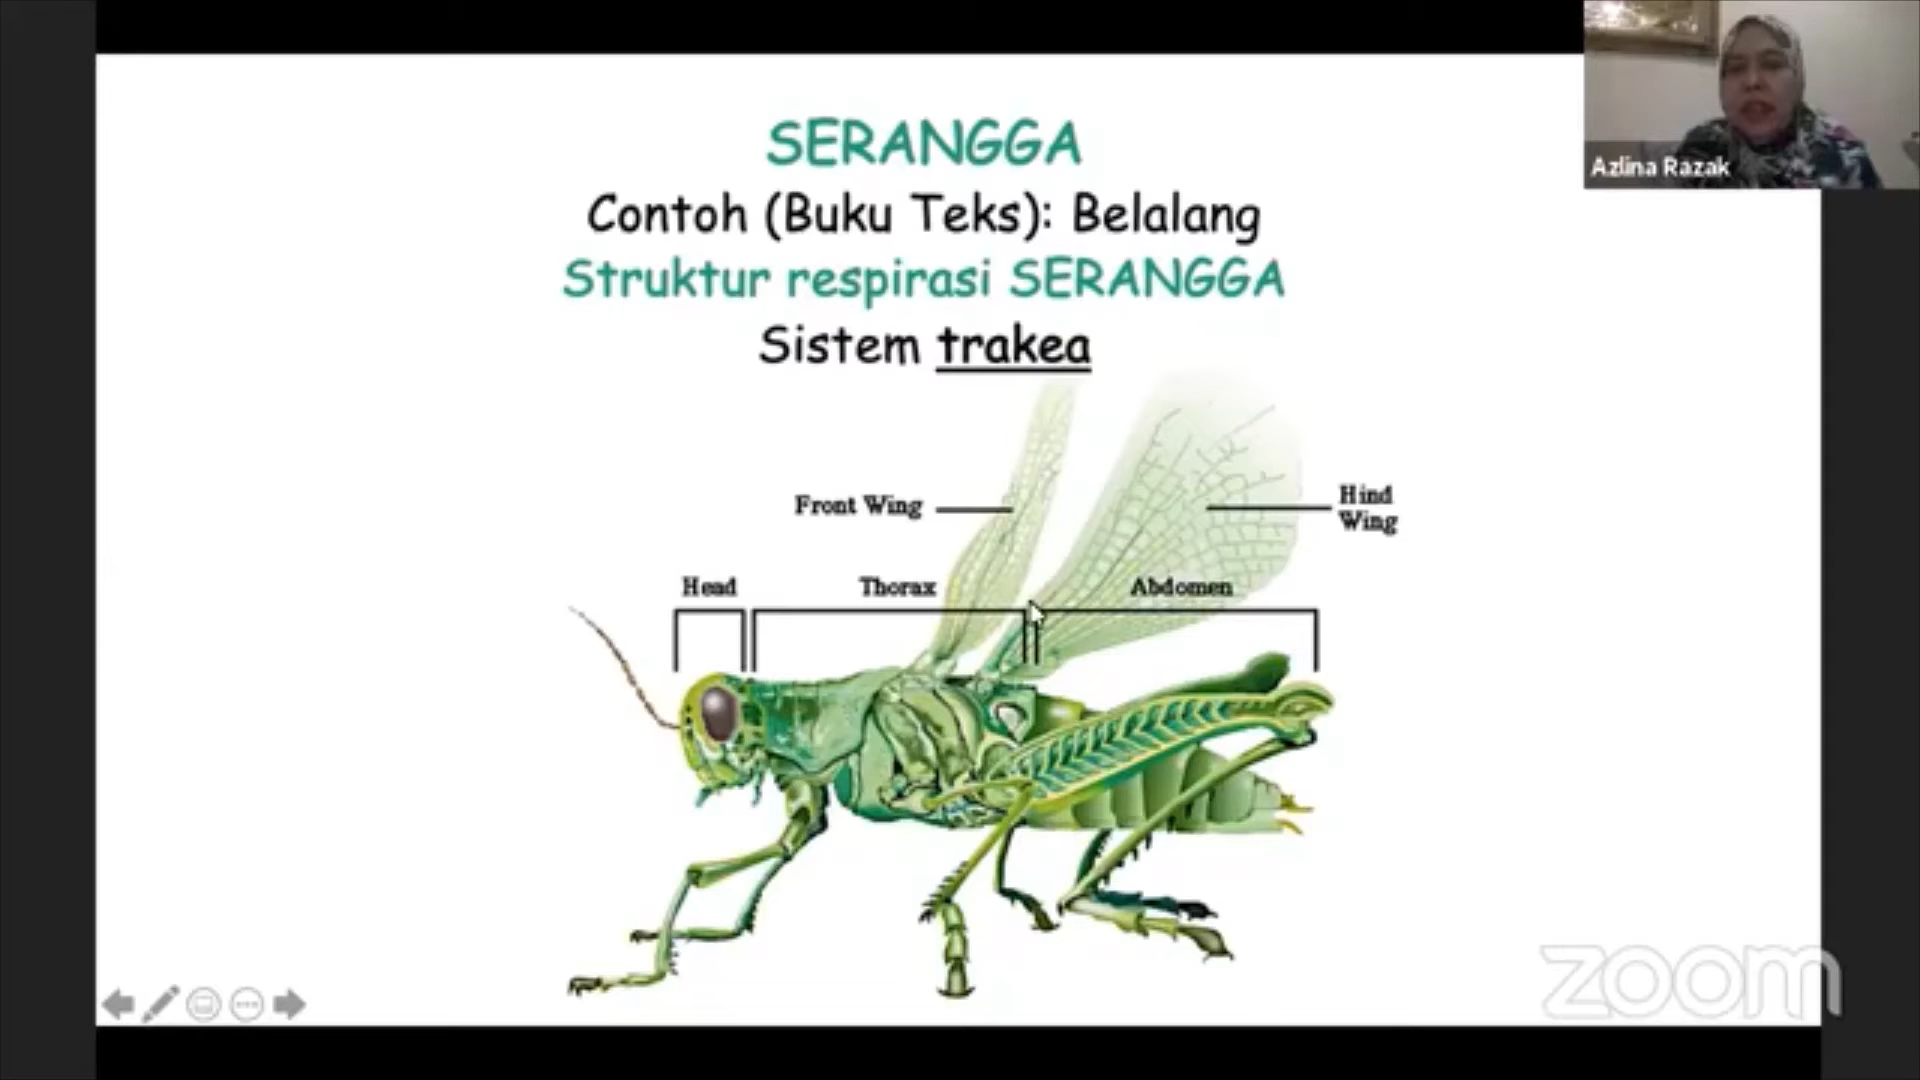 SERANGGA
Contoh (Buku Teks): Belalang
Struktur respirasi SERANGGA
Sistem trakea
Front Wing
Hind
Wing
Head
Thorax
Abdomen
Azlina Razak
zoom